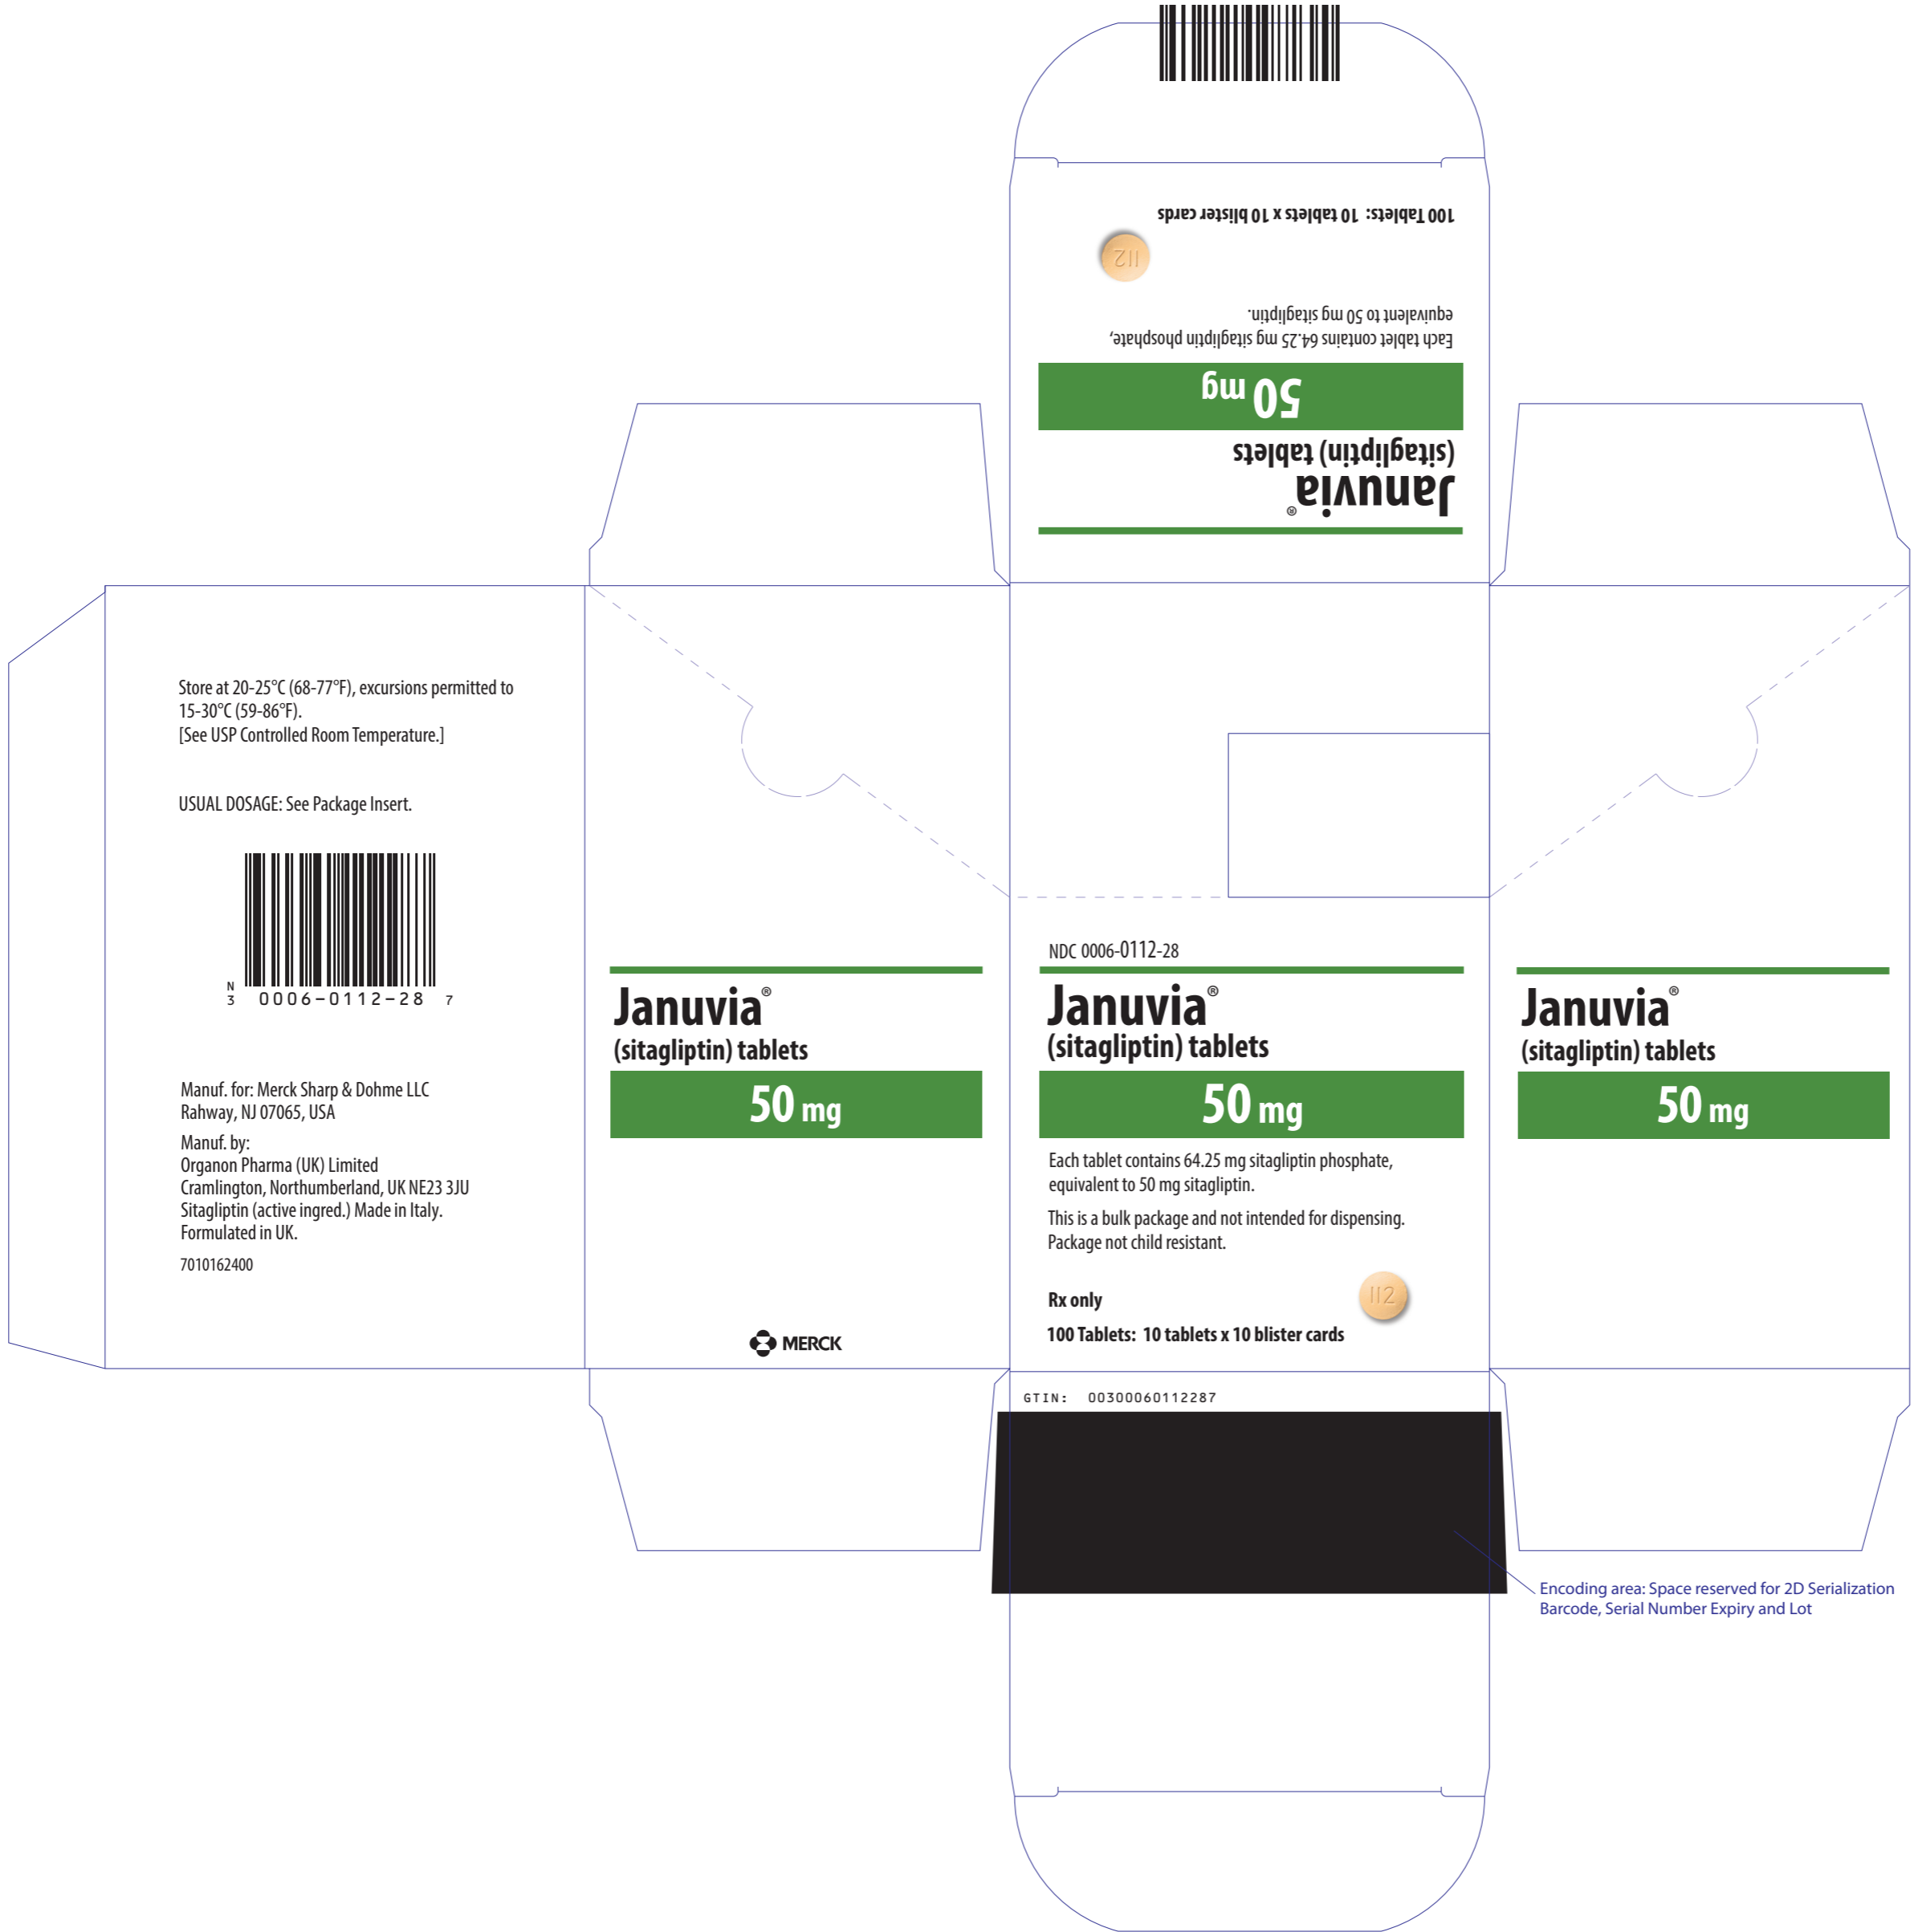 100 Tablets: 10 tablets x 10 blister cards
112
Each tablet contains 64.25 mg sitagliptin phosphate,
equivalent to 50 mg sitagliptin.
50 mg
(sitagliptin) tablets
Januvia®
Store at 20-25°C (68-77°F), excursions permitted to
15-30°C (59-86°F).
[See USP Controlled Room Temperature.]
USUAL DOSAGE: See Package Insert.
N
3 0006-0112-28 7
Manuf. for: Merck Sharp & Dohme LLC
Rahway, NJ 07065, USA
Manuf. by:
Organon Pharma (UK) Limited
Cramlington, Northumberland, UK NE23 3JU
Sitagliptin (active ingred.) Made in Italy.
Formulated in UK.
7010162400
Januvia®
(sitagliptin) tablets
50 mg
MERCK
NDC 0006-0112-28
Januvia®
(sitagliptin) tablets
50 mg
Each tablet contains 64.25 mg sitagliptin phosphate,
equivalent to 50 mg sitagliptin.
This is a bulk package and not intended for dispensing.
Package not child resistant.
Rx only
112
100 Tablets: 10 tablets x 10 blister cards
GTIN: 00300060112287
Januvia®
(sitagliptin) tablets
50 mg
Encoding area: Space reserved for 2D Serialization
Barcode, Serial Number Expiry and Lot